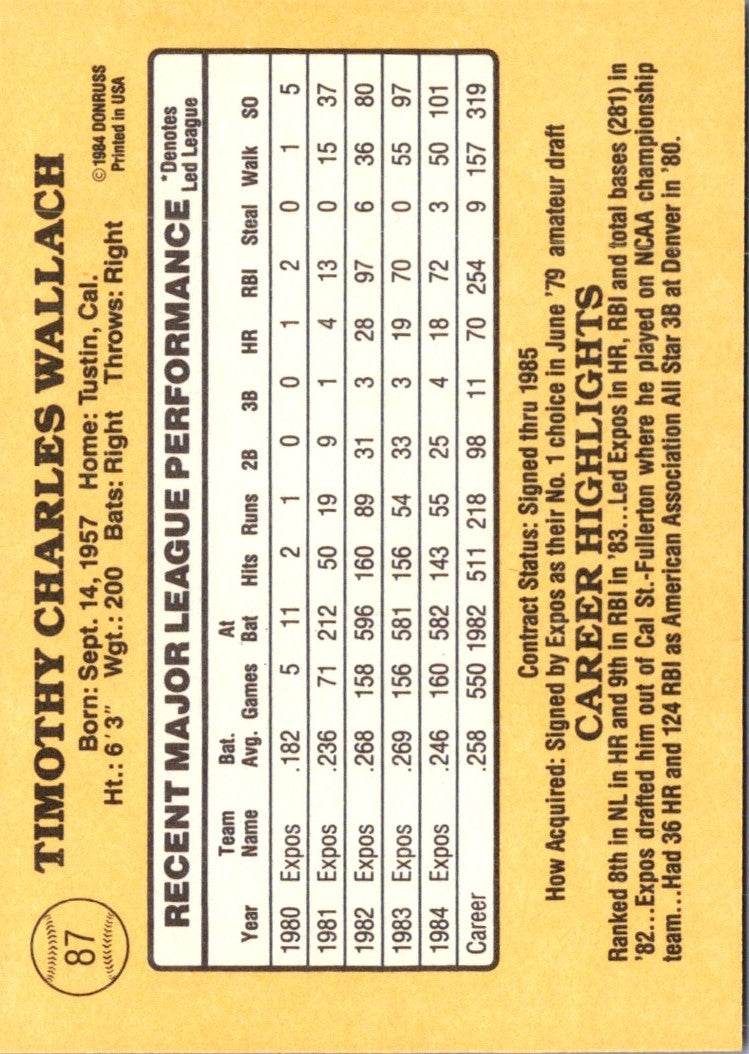 87
TIMOTHY CHARLES WALLACH
Born: Sept. 14, 1957 Home: Tustin, Cal.
Ht.: 6'3" Wgt.: 200 Bats: Right Throws: Right
© 1984 DONRUSS
Printed in USA
RECENT MAJOR LEAGUE PERFORMANCE
*Denotes
Led League
Year Team Name Bat. Avg. Games At Bat Hits Runs 2B 3B HR RBI Steal Walk SO
1980 Expos .182 5 11 2 1 0 0 1 2 0 1 5
1981 Expos .236 71 212 50 19 9 1 4 13 0 15 37
1982 Expos .268 158 596 160 89 31 3 28 97 6 36 80
1983 Expos .269 156 581 156 54 33 3 19 70 0 55 97
1984 Expos .246 160 582 143 55 25 4 18 72 3 50 101
Career .258 550 1982 511 218 98 11 70 254 9 157 319
Contract Status: Signed thru 1985
How Acquired: Signed by Expos as their No. 1 choice in June '79 amateur draft
CAREER HIGHLIGHTS
Ranked 8th in NL in HR and 9th in RBI in '83...Led Expos in HR, RBI and total bases (281) in
'82...Expos drafted him out of Cal St.-Fullerton where he played on NCAA championship
team...Had 36 HR and 124 RBI as American Association All Star 3B at Denver in '80.